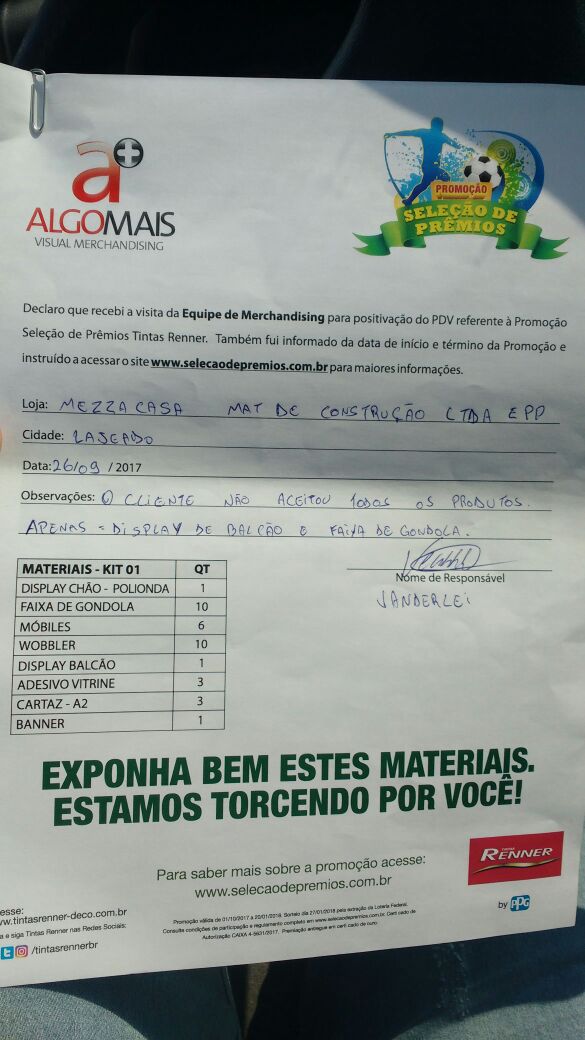 a+
ALGOMAIS
VISUAL MERCHANDISING
PROMOÇÃO
SELEÇÃO DE
PRÊMIOS
Declaro que recebi a visita da Equipe de Merchandising para positivação do PDV referente à Promoção
Seleção de Prêmios Tintas Renner. Também fui informado da data de início e término da Promoção e
instruído a acessar o site www.selecaodepremios.com.br para maiores informações.
Loja: MEZZA CASA MAT DE CONSTRUÇÃO LTDA EPP
Cidade: LAJEADO
Data: 26/09 / 2017
Observações: O CLIENTE NÃO ACEITOU TODOS OS PRODUTOS.
APENAS = DISPLAY DE BALCÃO E FAIXA DE GONDOLA.
Nome de Responsável
VANDERLEI
MATERIAIS - KIT 01 QT
DISPLAY CHÃO - POLIONDA 1
FAIXA DE GONDOLA 10
MÓBILES 6
WOBBLER 10
DISPLAY BALCÃO 1
ADESIVO VITRINE 3
CARTAZ - A2 3
BANNER 1
EXPONHA BEM ESTES MATERIAIS.
ESTAMOS TORCENDO POR VOCÊ!
Para saber mais sobre a promoção acesse:
www.selecaodepremios.com.br
TINTAS
RENNER
by PPG
esse:
ww.tintasrenner-deco.com.br
a e siga Tintas Renner nas Redes Sociais:
/tintasrennerbr
Promoção válida de 01/10/2017 a 20/01/2018. Sorteio dia 27/01/2018 pela extração da Loteria Federal.
Consulte condições de participação e regulamento completo em www.selecaodepremios.com.br. Certi cado de
Autorização CAIXA 4-5631/2017. Premiação entregue em certi cado de ouro.